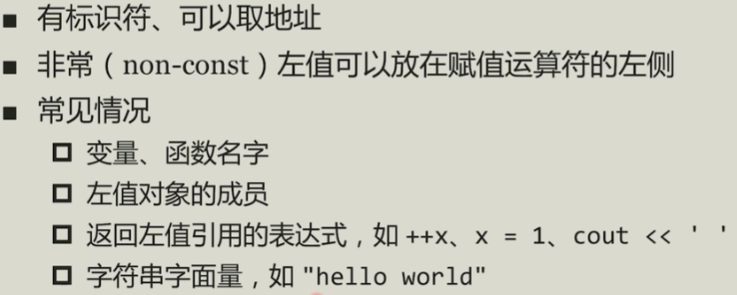 有标识符、可以取地址
非常（non-const）左值可以放在赋值运算符的左侧
常见情况
变量、函数名字
左值对象的成员
返回左值引用的表达式，如 ++x、x = 1、cout << ' '
字符串字面量，如 "hello world"